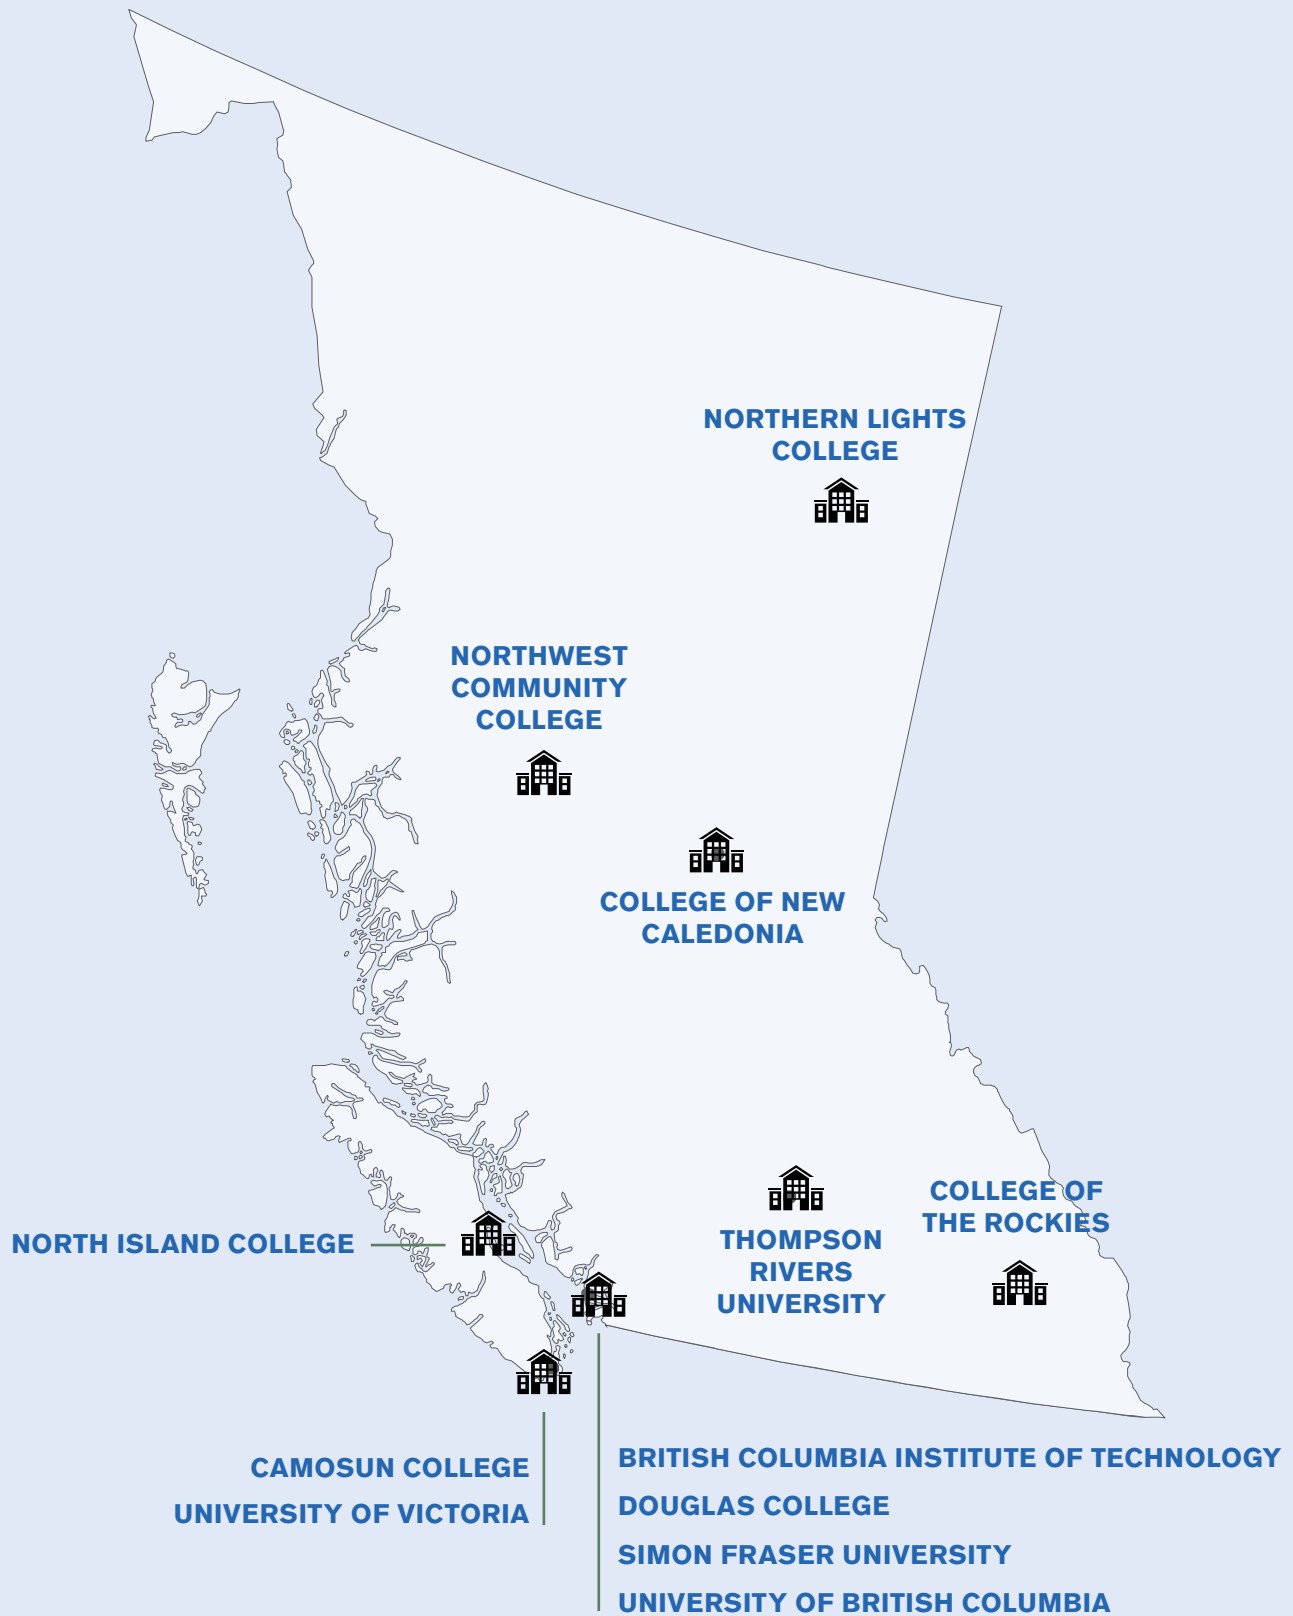 NORTHERN LIGHTS
COLLEGE
NORTHWEST
COMMUNITY
COLLEGE
COLLEGE OF NEW
CALEDONIA
COLLEGE OF
THE ROCKIES
THOMPSON
RIVERS
UNIVERSITY
NORTH ISLAND COLLEGE
CAMOSUN COLLEGE
UNIVERSITY OF VICTORIA
BRITISH COLUMBIA INSTITUTE OF TECHNOLOGY
DOUGLAS COLLEGE
SIMON FRASER UNIVERSITY
UNIVERSITY OF BRITISH COLUMBIA